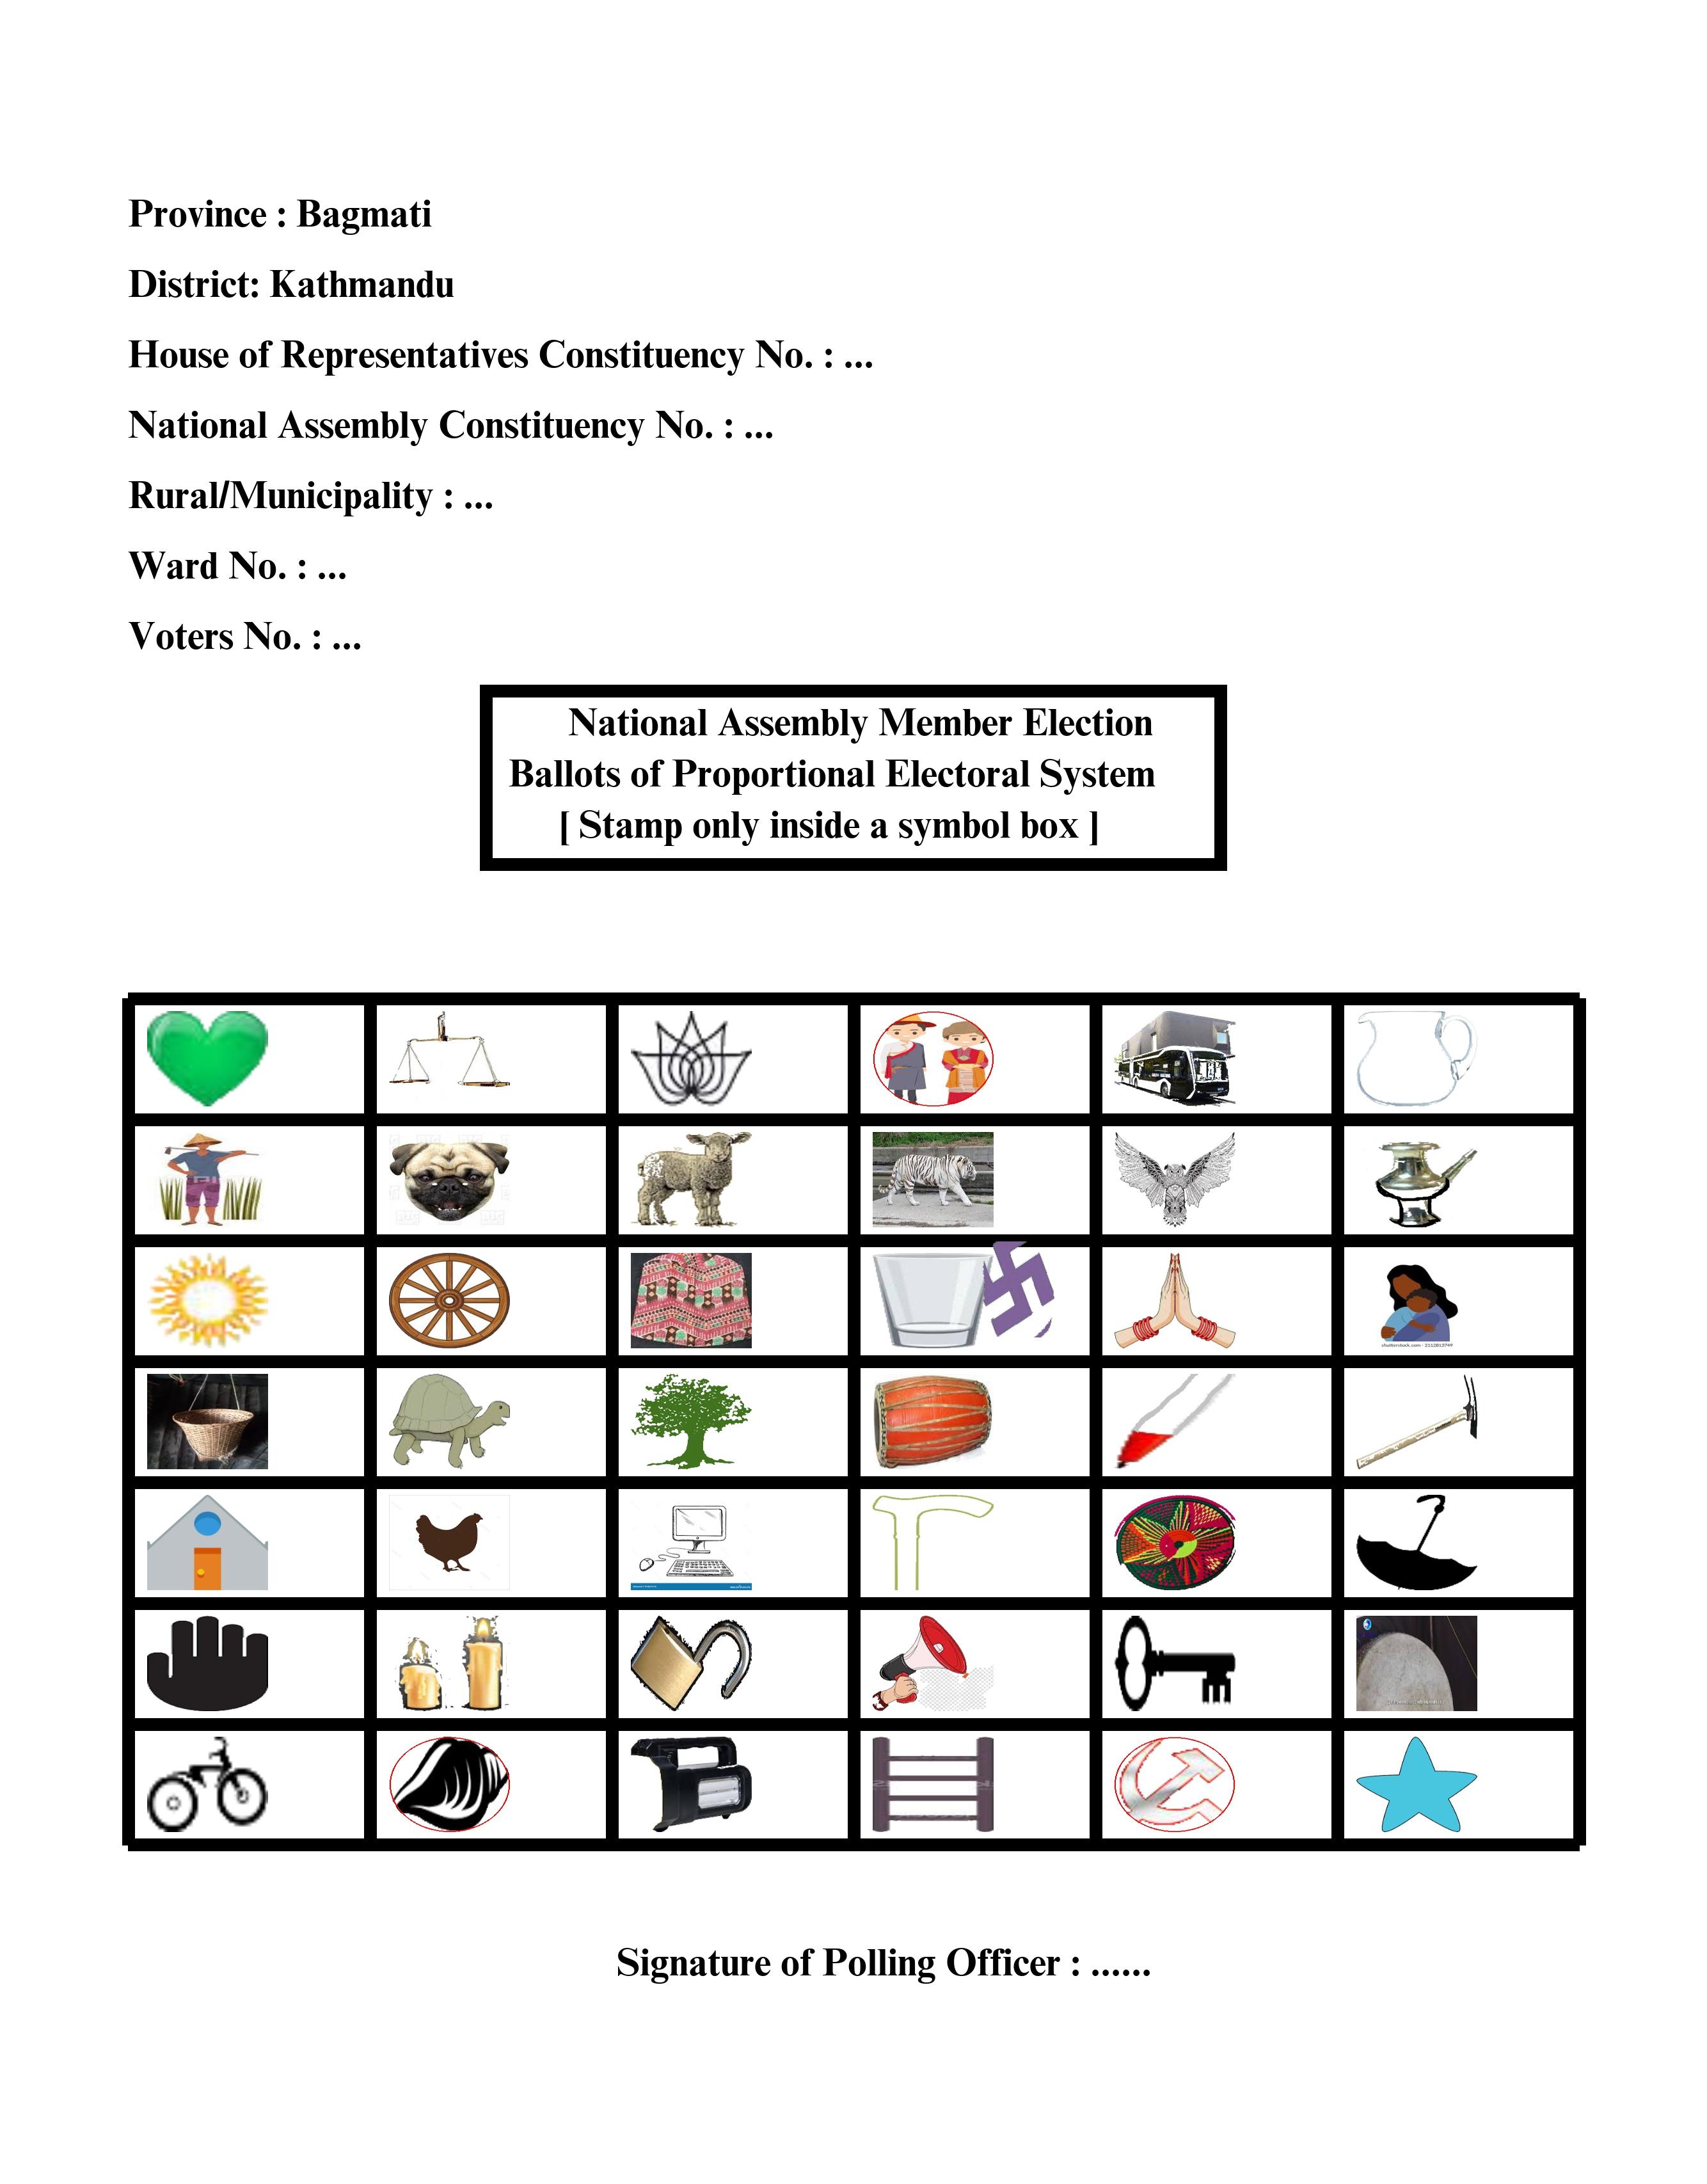 Province : Bagmati
District: Kathmandu
House of Representatives Constituency No. : ...
National Assembly Constituency No. : ...
Rural/Municipality : ...
Ward No. : ...
Voters No. : ...
National Assembly Member Election
Ballots of Proportional Electoral System
[ Stamp only inside a symbol box ]
Signature of Polling Officer : ......